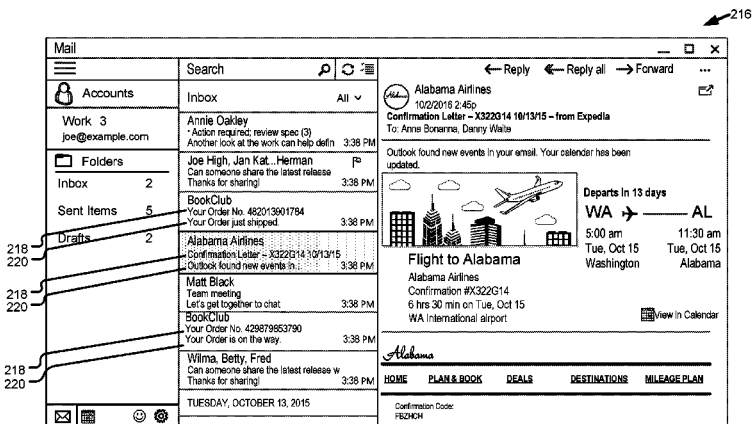 216
Mail
Search
Reply
Reply all
Forward
...
Accounts
Work 3
joe@example.com
Folders
Inbox 2
Sent Items 5
Drafts 2
Inbox
All
Annie Oakley
Action required; review spec (3)
Another look at the work can help defin 3:38 PM
Joe High, Jan Kat...Herman
Can someone share the latest release
Thanks for sharing! 3:38 PM
BookClub
Your Order No. 482013901784
Your Order just shipped. 3:38 PM
Alabama Airlines
Confirmation Letter – X322G14 10/13/15
Outlook found new events in 3:38 PM
Matt Black
Team meeting
Let's get together to chat 3:38 PM
BookClub
Your Order No. 429879653790
Your Order is on the way. 3:38 PM
Wilma, Betty, Fred
Can someone share the latest release w
Thanks for sharing! 3:38 PM
TUESDAY, OCTOBER 13, 2015
218
220
218
220
218
220
Alabama
Alabama Airlines
10/2/2016 2:45p
Confirmation Letter – X322G14 10/13/15 – from Expedia
To: Anna Bonanna, Danny Waite
Outlook found new events in your email. Your calendar has been
updated.
Departs in 13 days
WA AL
5:00 am 11:30 am
Tue, Oct 15 Tue, Oct 15
Washington Alabama
Flight to Alabama
Alabama Airlines
Confirmation #X322G14
6 hrs 30 min on Tue, Oct 15
WA International airport
View In Calendar
Alabama
HOME PLAN & BOOK DEALS DESTINATIONS MILEAGE PLAN
Confirmation Code:
FBZHCH